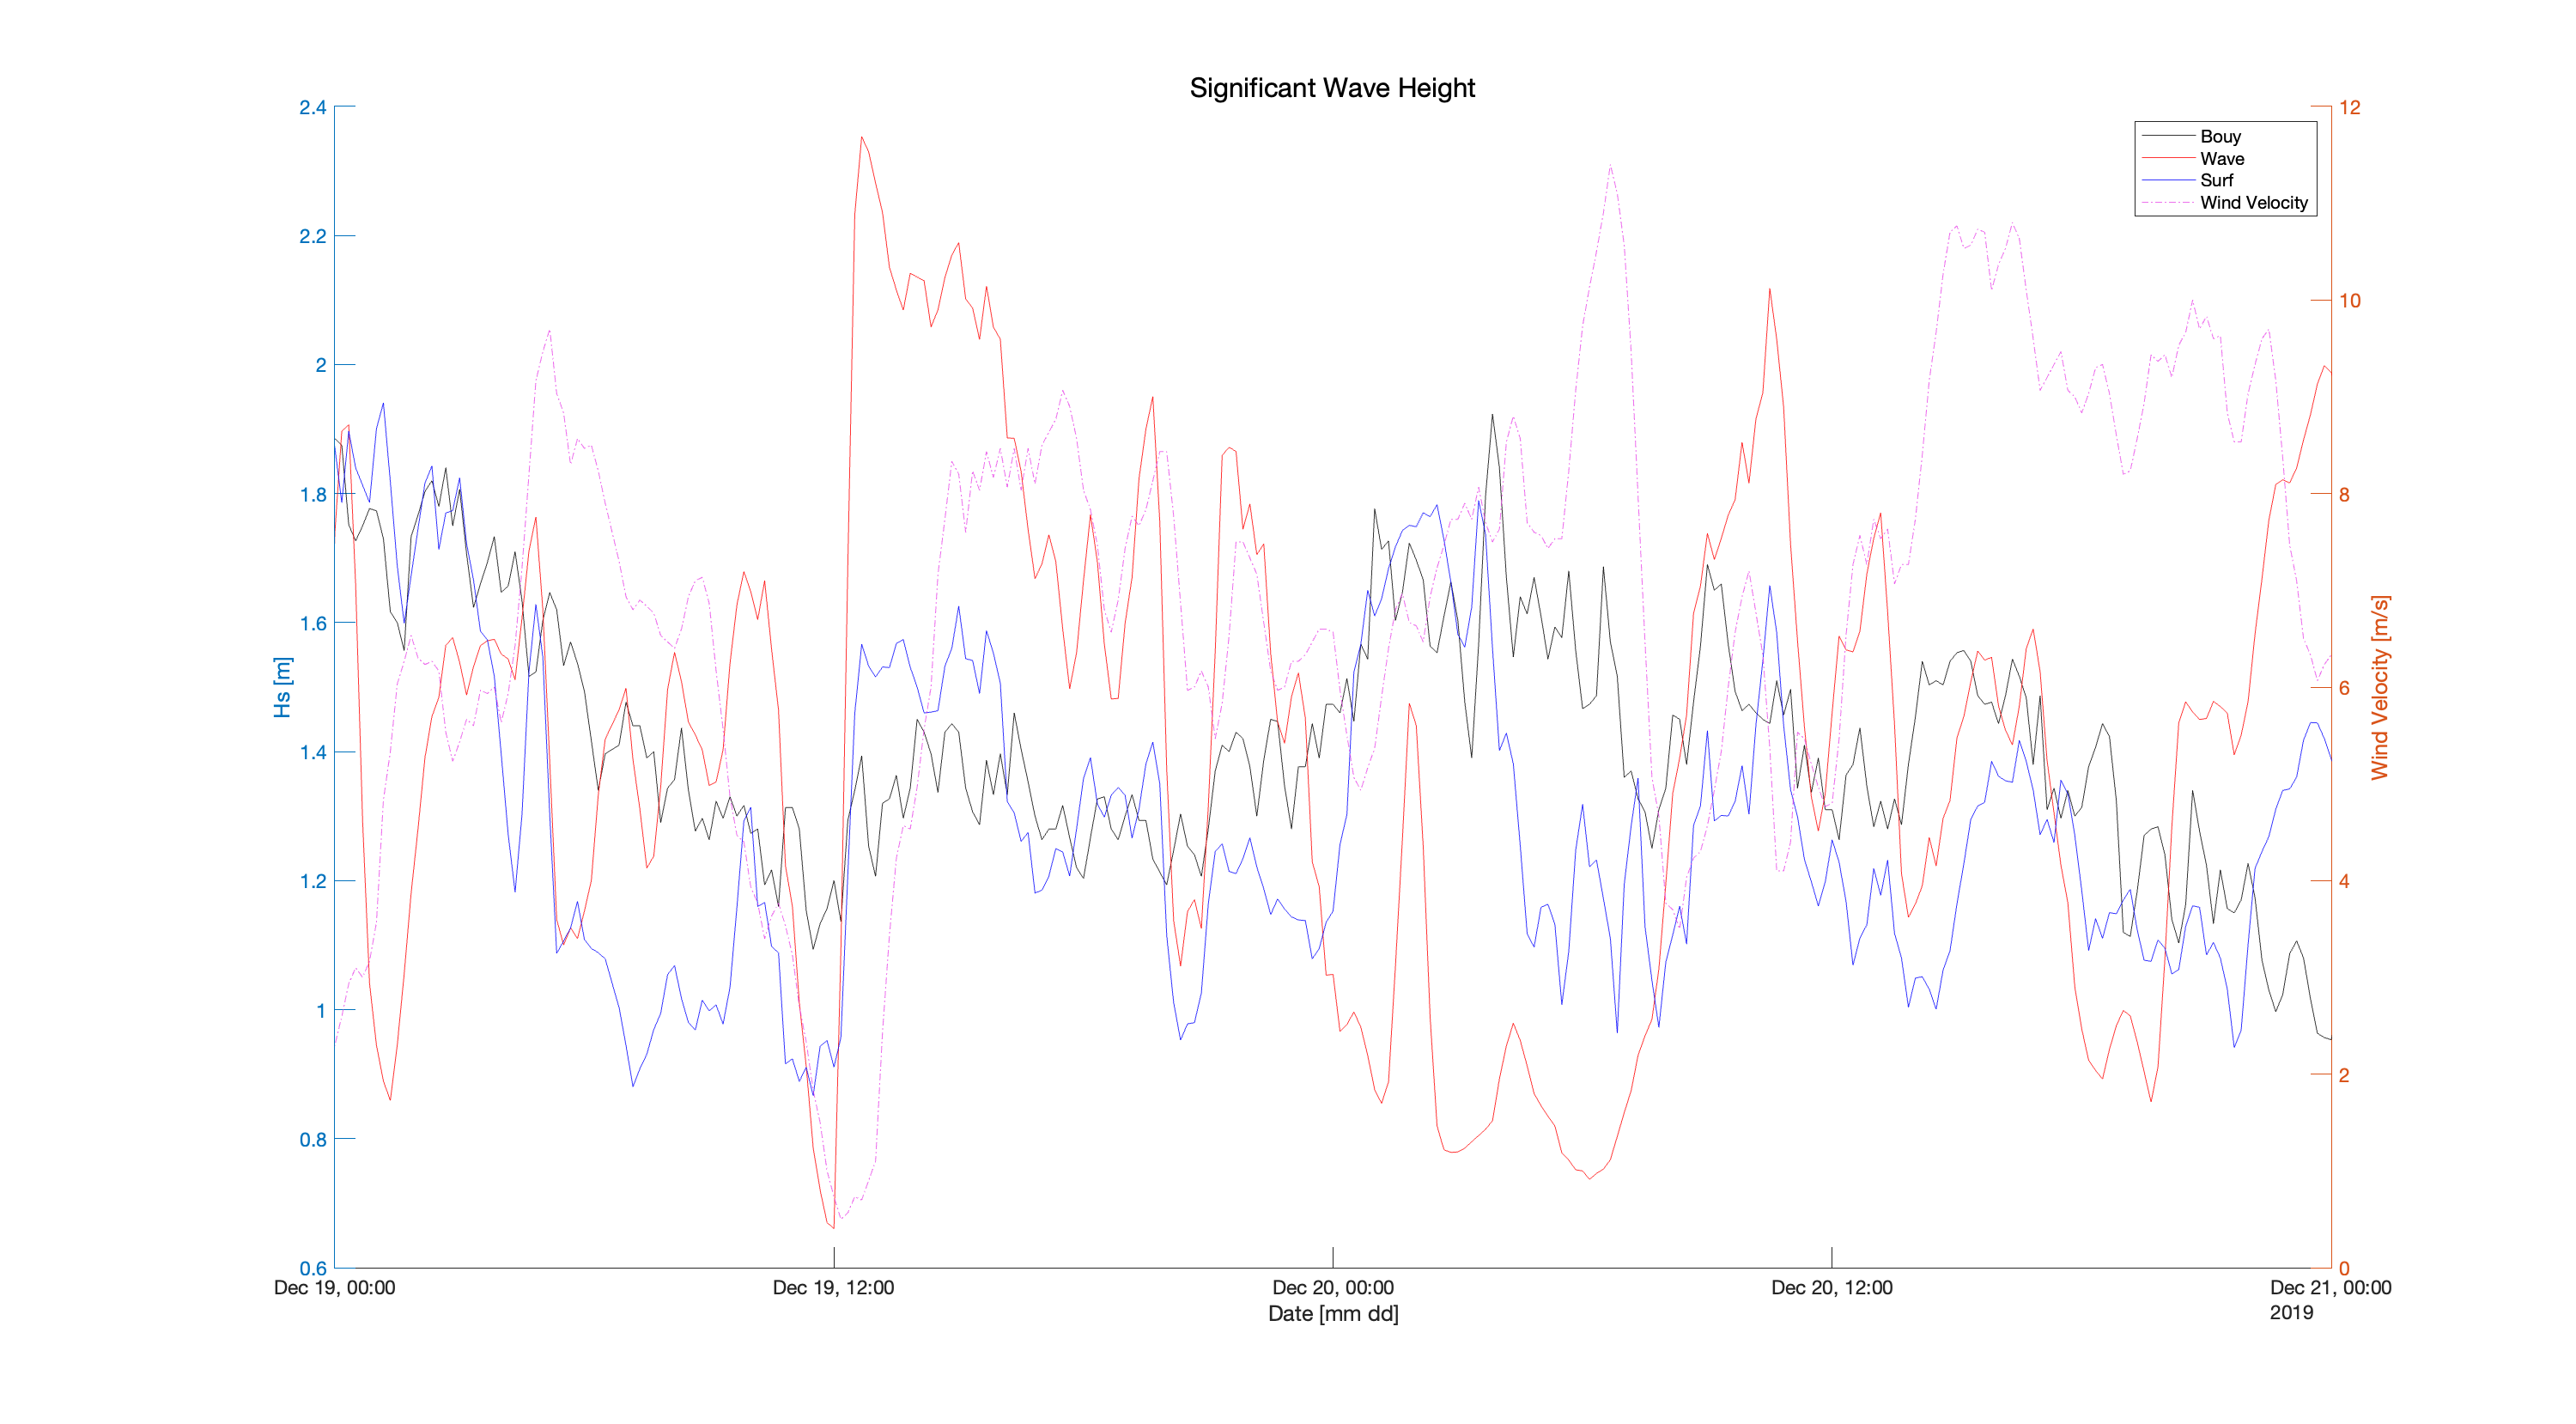 Significant Wave Height
2.4
2.2
2
1.8
1.6
1.4
1.2
1
0.8
0.6
Hs [m]
12
10
8
6
4
2
0
Wind Velocity [m/s]
Bouy
Wave
Surf
Wind Velocity
Dec 19, 00:00
Dec 19, 12:00
Dec 20, 00:00
Dec 20, 12:00
Dec 21, 00:00
2019
Date [mm dd]